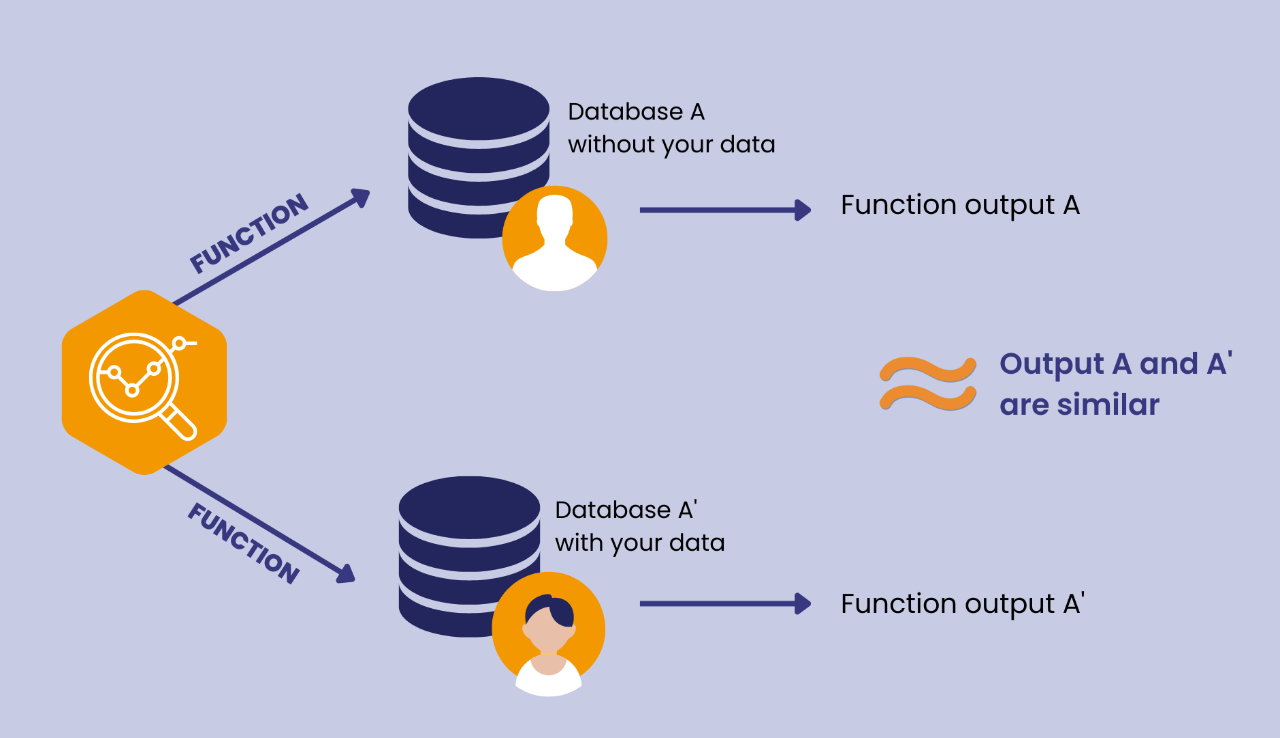 FUNCTION
Database A
without your data
Function output A
Output A and A'
are similar
FUNCTION
Database A'
with your data
Function output A'